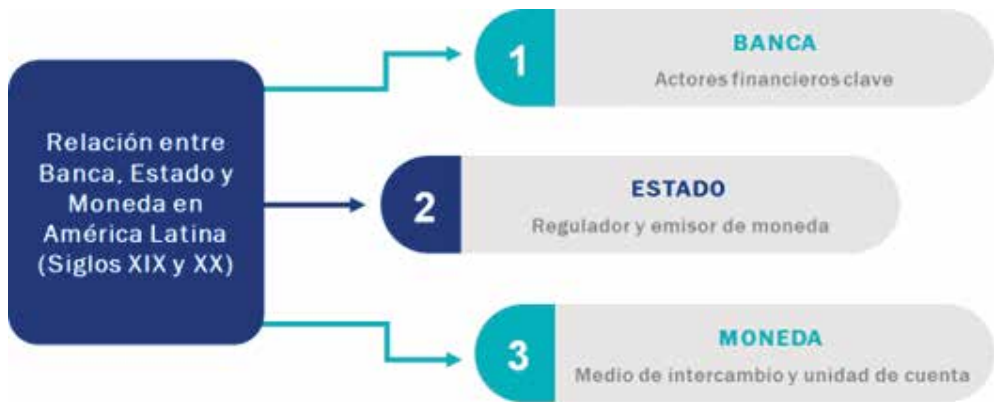 Relación entre
Banca, Estado y
Moneda en
América Latina
(Siglos XIX y XX)
1
BANCA
Actores financieros clave
2
ESTADO
Regulador y emisor de moneda
3
MONEDA
Medio de intercambio y unidad de cuenta